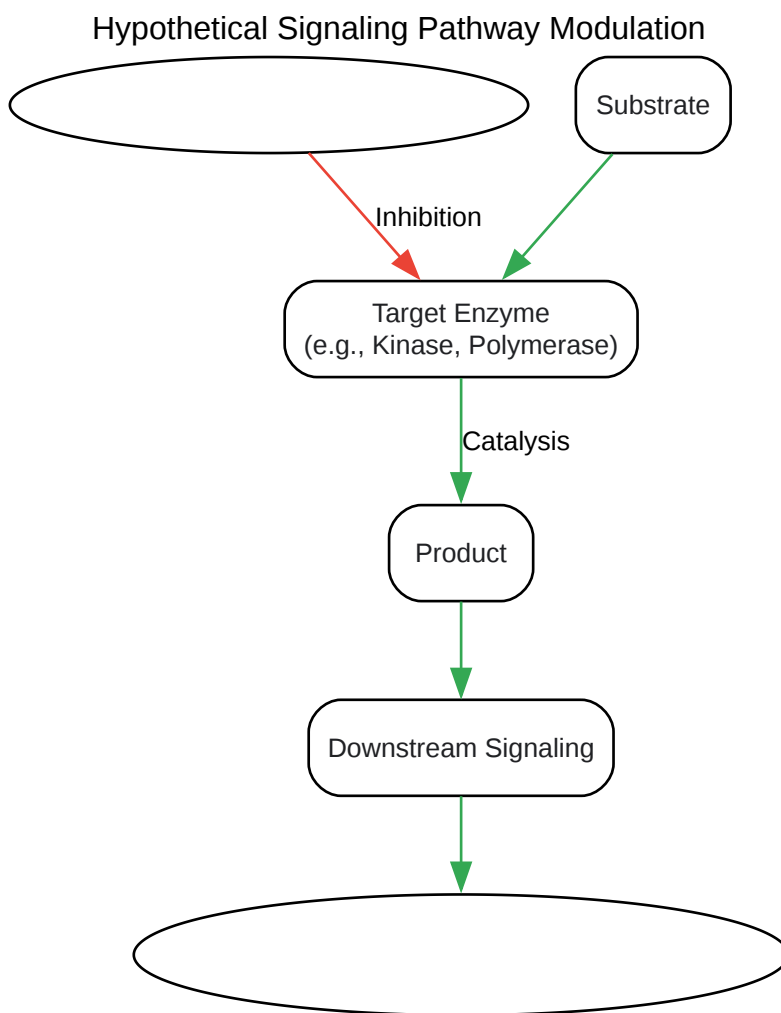 Hypothetical Signaling Pathway Modulation
Substrate
Inhibition
Target Enzyme
(e.g., Kinase, Polymerase)
Catalysis
Product
Downstream Signaling